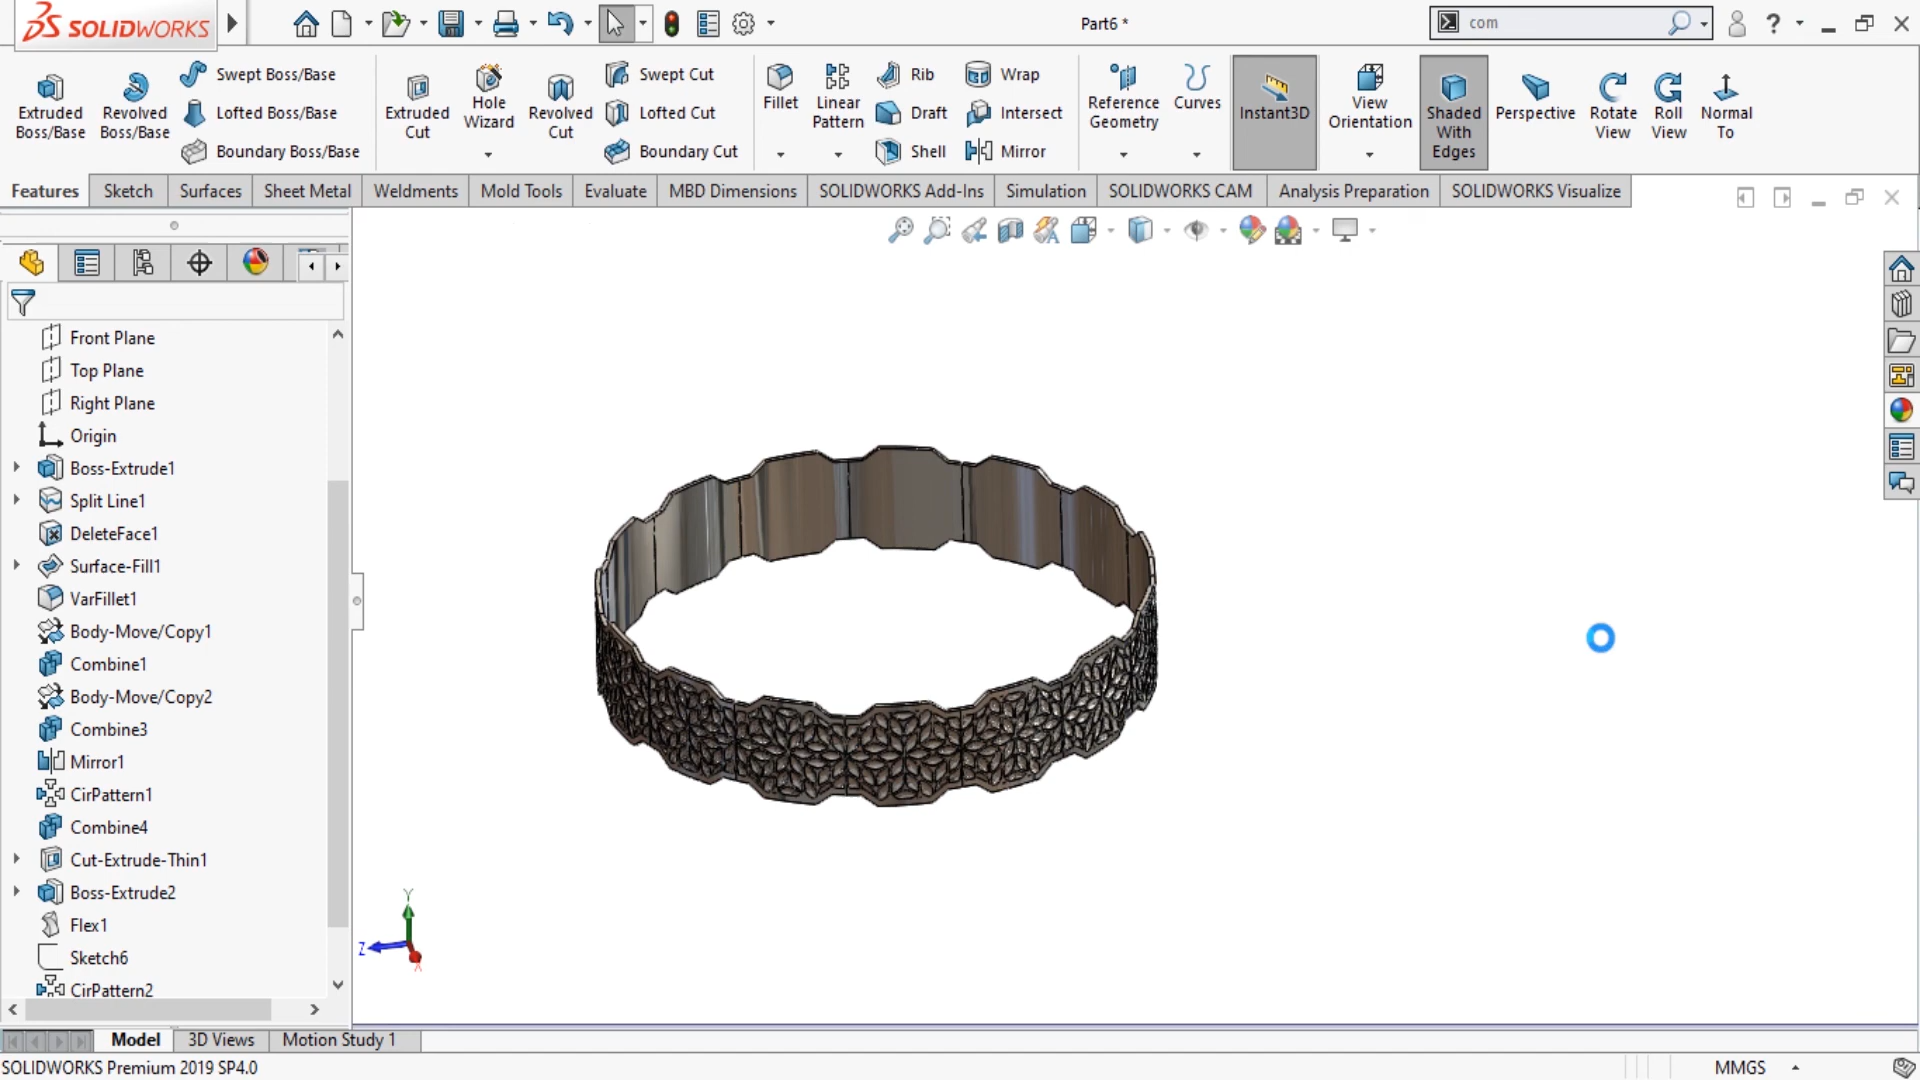 SOLIDWORKS
Part6 *
com
?
Extruded Boss/Base
Revolved Boss/Base
Swept Boss/Base
Lofted Boss/Base
Boundary Boss/Base
Extruded Cut
Hole Wizard
Revolved Cut
Swept Cut
Lofted Cut
Boundary Cut
Fillet
Linear Pattern
Rib
Draft
Shell
Wrap
Intersect
Mirror
Reference Geometry
Curves
Instant3D
View Orientation
Shaded With Edges
Perspective
Rotate View
Roll View
Normal To
Features
Sketch
Surfaces
Sheet Metal
Weldments
Mold Tools
Evaluate
MBD Dimensions
SOLIDWORKS Add-Ins
Simulation
SOLIDWORKS CAM
Analysis Preparation
SOLIDWORKS Visualize
Front Plane
Top Plane
Right Plane
Origin
Boss-Extrude1
Split Line1
DeleteFace1
Surface-Fill1
VarFillet1
Body-Move/Copy1
Combine1
Body-Move/Copy2
Combine3
Mirror1
CirPattern1
Combine4
Cut-Extrude-Thin1
Boss-Extrude2
Flex1
Sketch6
CirPattern2
Y
Z
X
Model
3D Views
Motion Study 1
SOLIDWORKS Premium 2019 SP4.0
MMGS